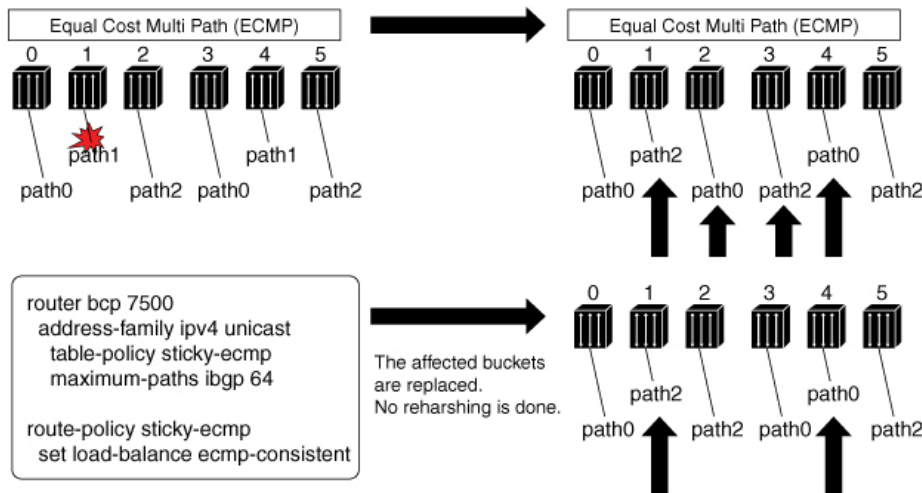 Equal Cost Multi Path (ECMP)
0 1 2 3 4 5
path1 path1
path0 path2 path0 path2
Equal Cost Multi Path (ECMP)
0 1 2 3 4 5
path2 path0
path0 path0 path2 path2
router bcp 7500
address-family ipv4 unicast
table-policy sticky-ecmp
maximum-paths ibgp 64
route-policy sticky-ecmp
set load-balance ecmp-consistent
The affected buckets
are replaced.
No reharshing is done.
0 1 2 3 4 5
path2 path0
path0 path2 path0 path2